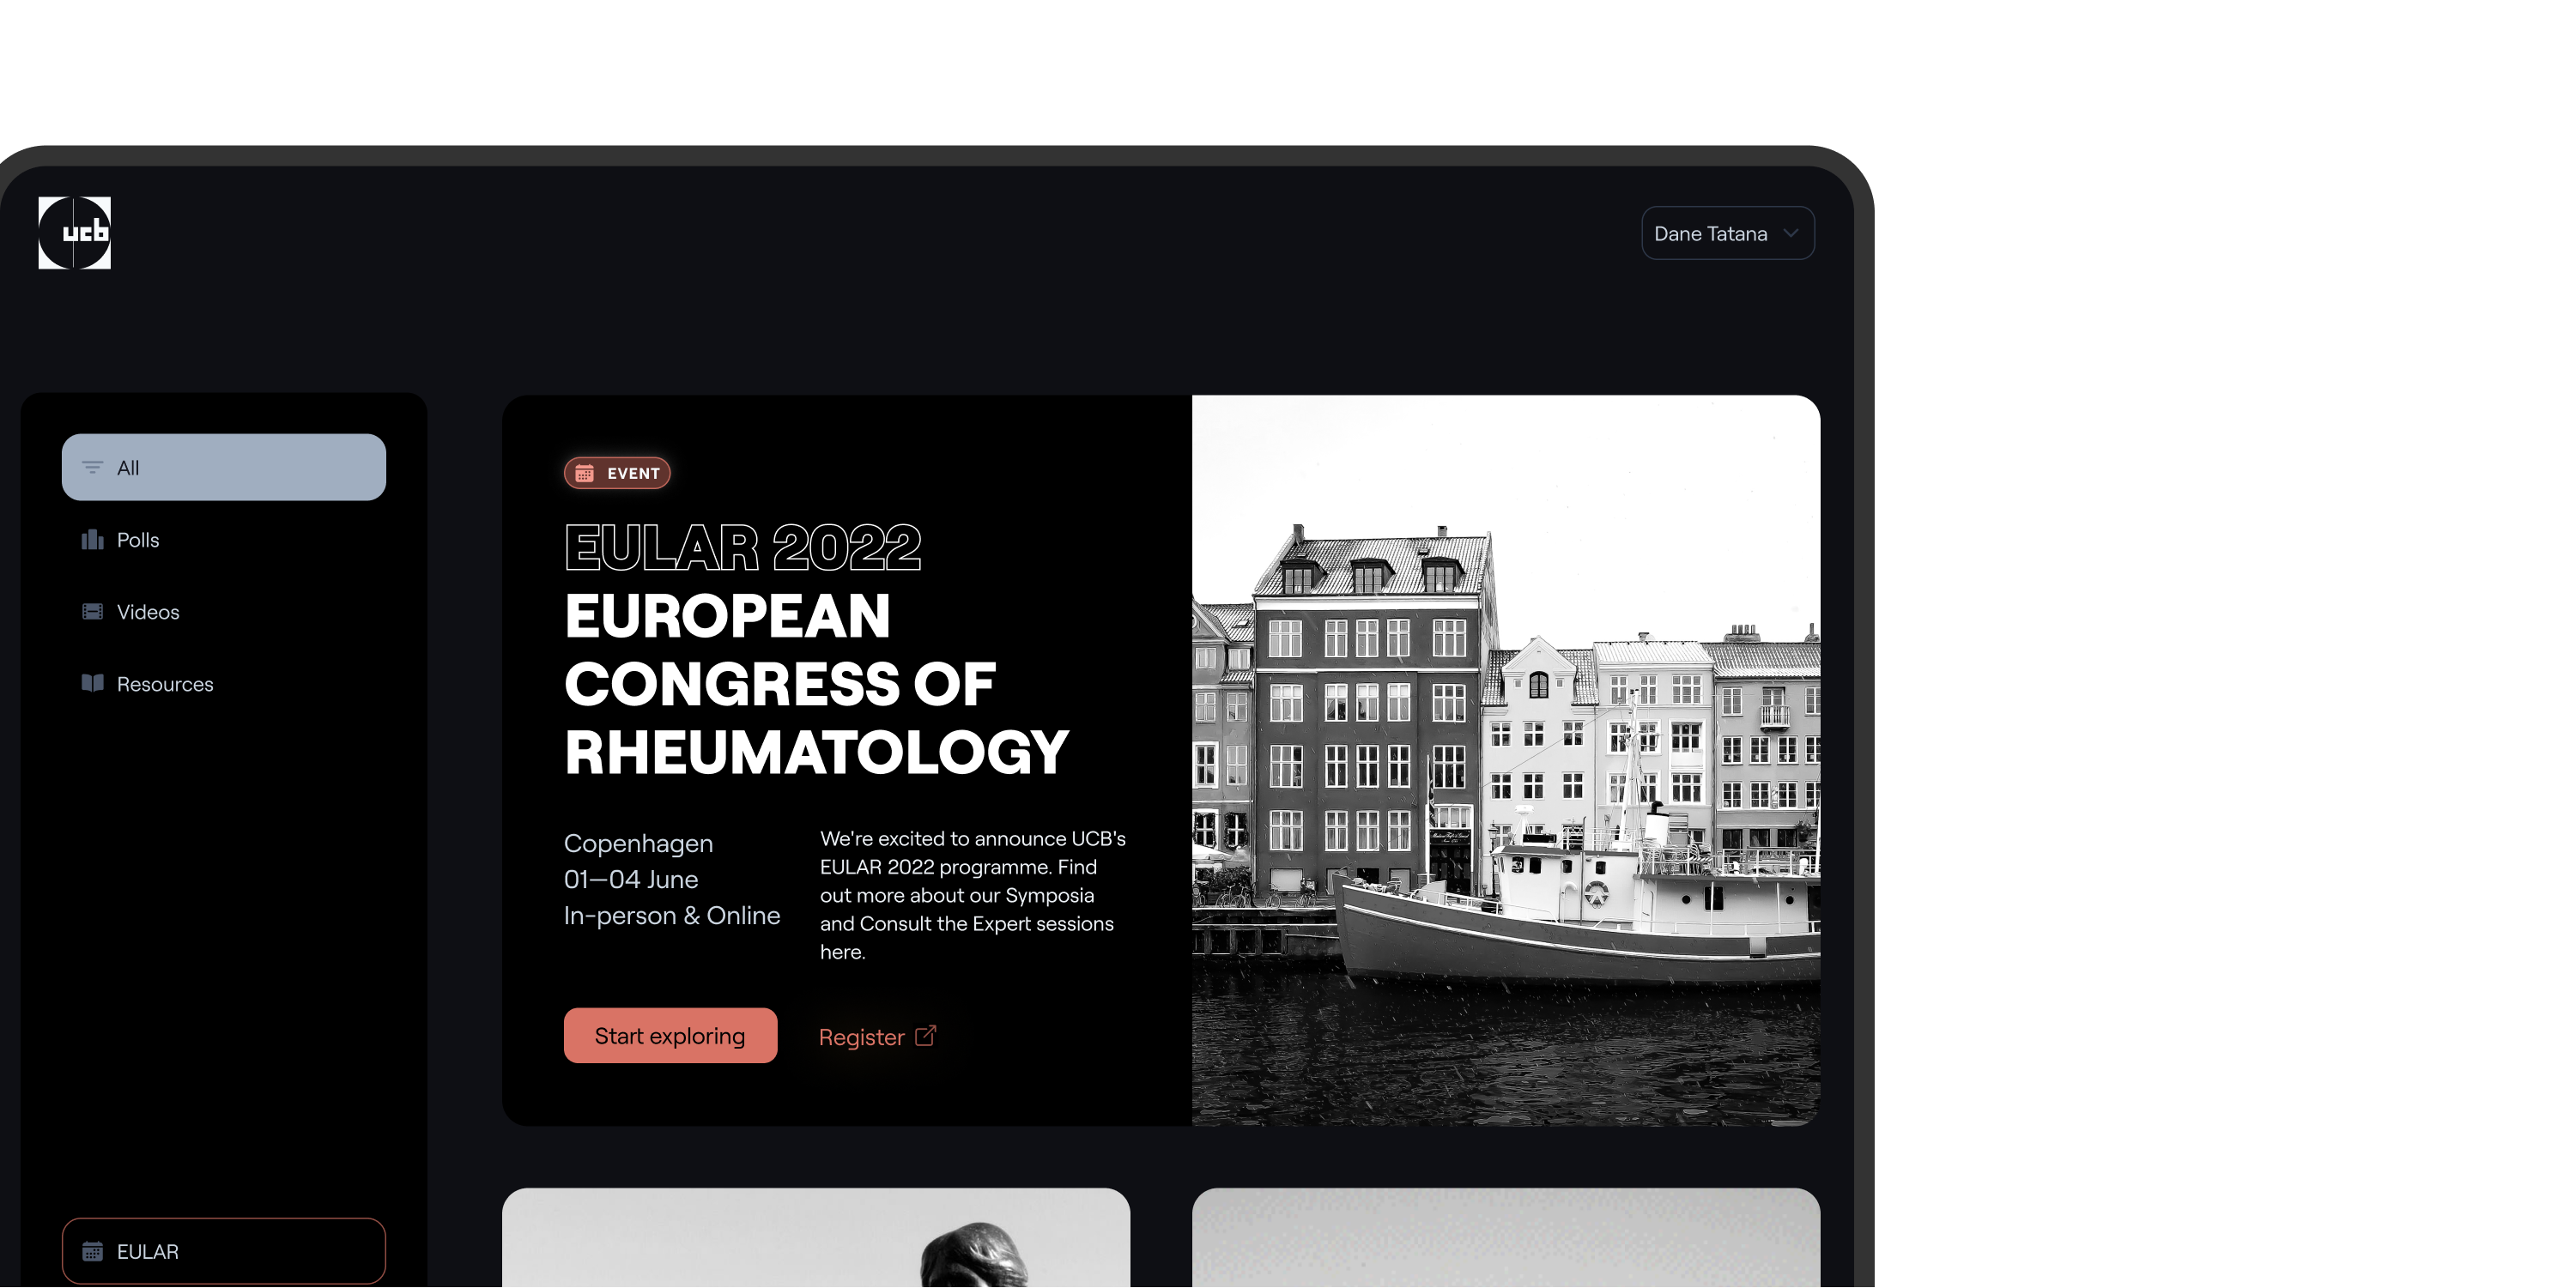 ucb
Dane Tatana
All
Polls
Videos
Resources
EULAR
EVENT
EULAR 2022
EUROPEAN
CONGRESS OF
RHEUMATOLOGY
Copenhagen
01—04 June
In-person & Online
We're excited to announce UCB's
EULAR 2022 programme. Find
out more about our Symposia
and Consult the Expert sessions
here.
Start exploring
Register